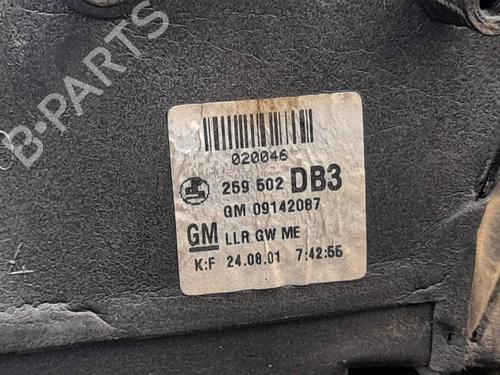 B-PARTS
020046
259 502 DB3
GM 09142087
GM LLR GW ME
K:F 24.08.01 7:42:55